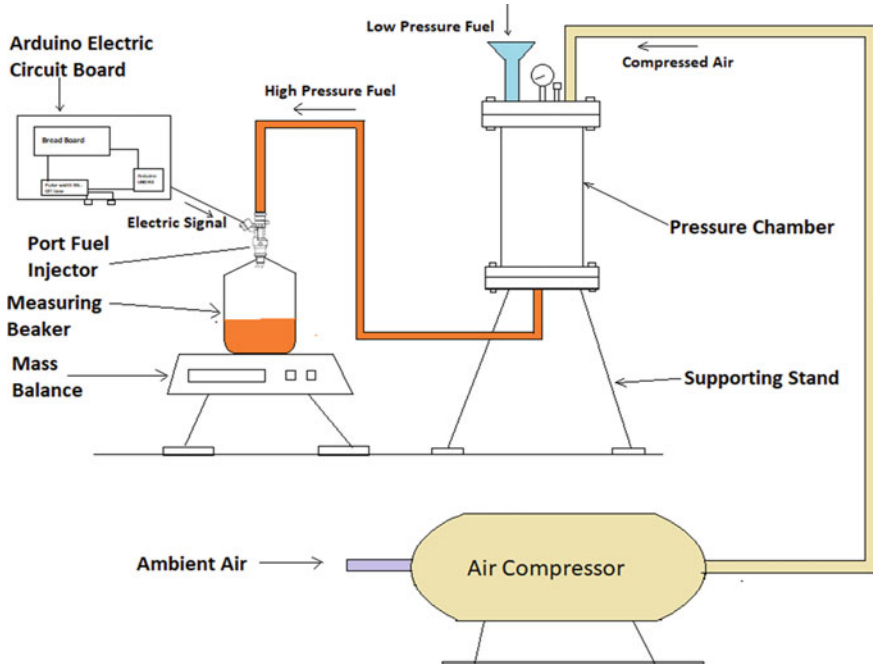 Arduino Electric
Circuit Board
Bread Board
Low Pressure Fuel
Compressed Air
High Pressure Fuel
Electric Signal
Port Fuel
Injector
Pressure Chamber
Measuring
Beaker
Mass
Balance
Supporting Stand
Ambient Air
Air Compressor